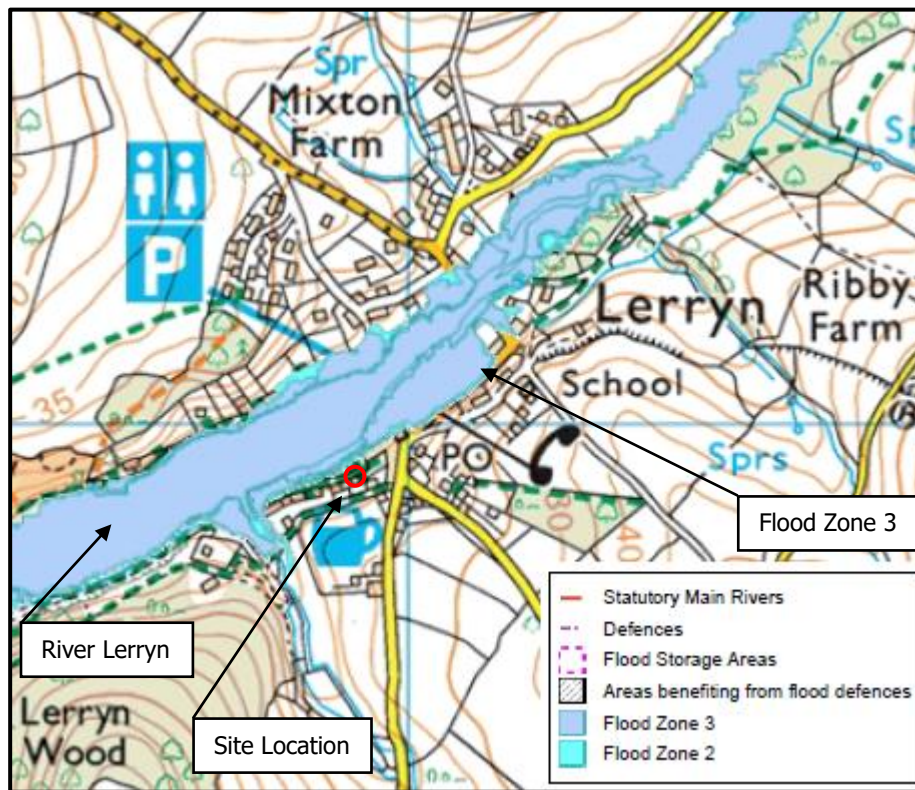 Spr
Mixton
Farm
P
Sp
Lerryn
Ribby
Farm
35
School
PO
Sprs
30
40
Flood Zone 3
River Lerryn
Site Location
Lerryn
Wood
Statutory Main Rivers
Defences
Flood Storage Areas
Areas benefiting from flood defences
Flood Zone 3
Flood Zone 2